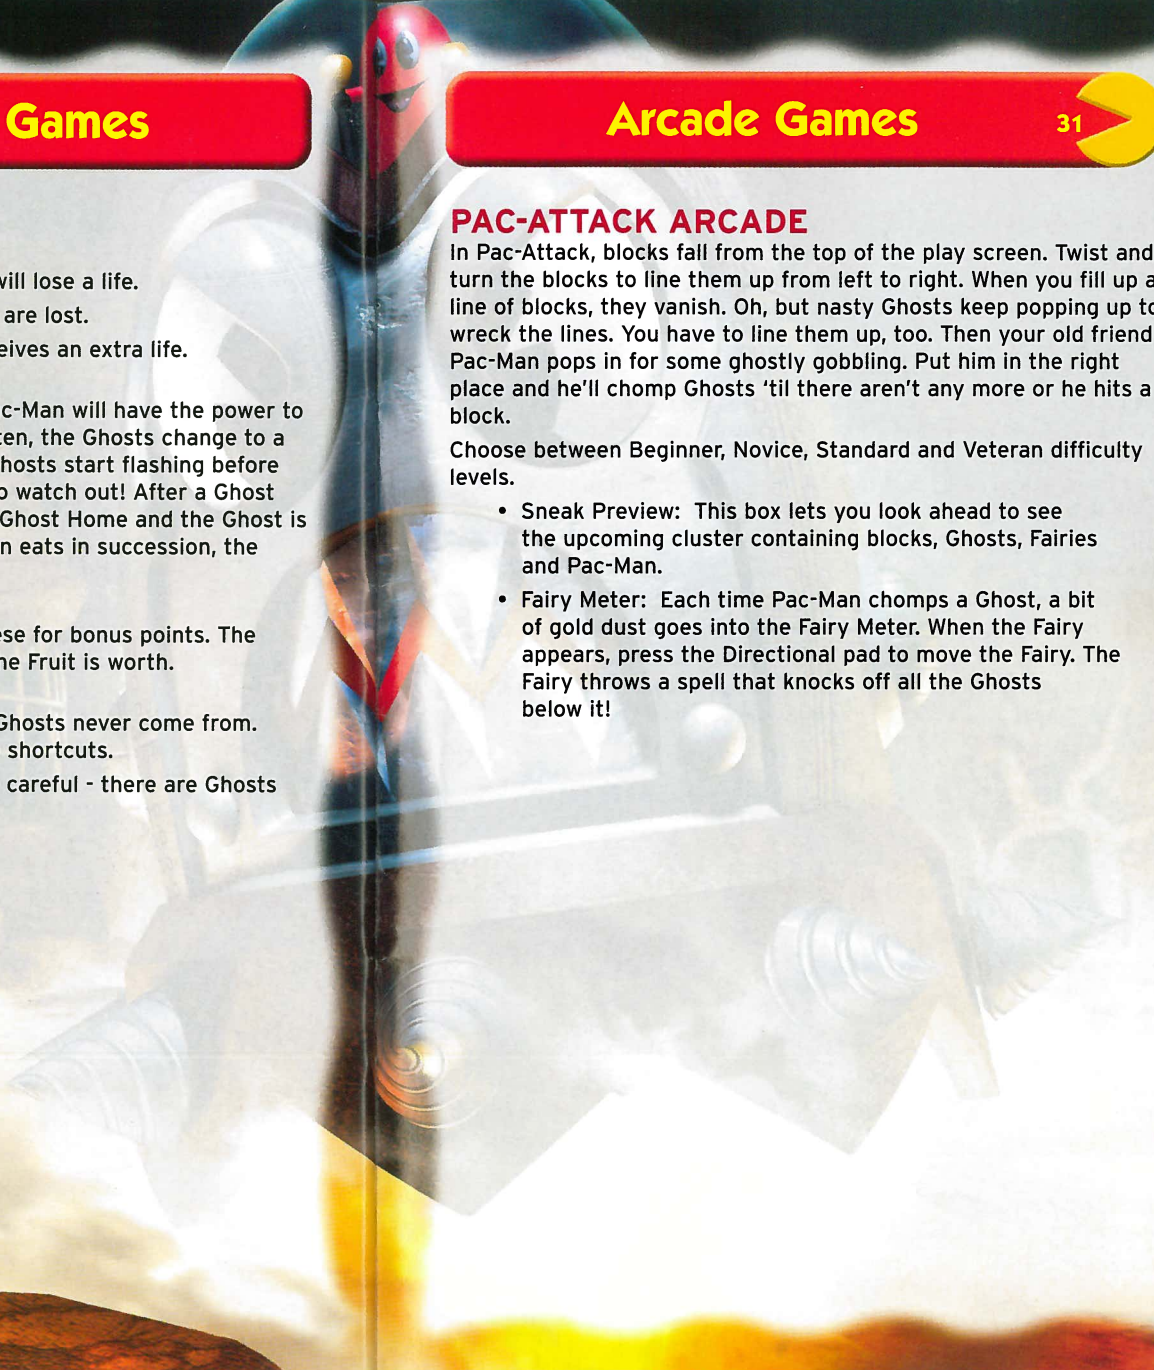 Games
will lose a life.
are lost.
an extra life.
will have the power to
the Ghosts change to a
start flashing before
watch out! After a Ghost
Ghost Home and the Ghost is
eats in succession, the
for bonus points. The
Fruit is worth.
Ghosts never come from.
shortcuts.
careful - there are Ghosts
Arcade Games
31
PAC-ATTACK ARCADE
In Pac-Attack, blocks fall from the top of the play screen. Twist and
turn the blocks to line them up from left to right. When you fill up a
line of blocks, they vanish. Oh, but nasty Ghosts keep popping up to
wreck the lines. You have to line them up, too. Then your old friend
Pac-Man pops in for some ghostly gobbling. Put him in the right
place and he'll chomp Ghosts ‘til there aren't any more or he hits a
block.
Choose between Beginner, Novice, Standard and Veteran difficulty
levels.
• Sneak Preview: This box lets you look ahead to see
the upcoming cluster containing blocks, Ghosts, Fairies
and Pac-Man.
• Fairy Meter: Each time Pac-Man chomps a Ghost, a bit
of gold dust goes into the Fairy Meter. When the Fairy
appears, press the Directional pad to move the Fairy. The
Fairy throws a spell that knocks off all the Ghosts
below it!